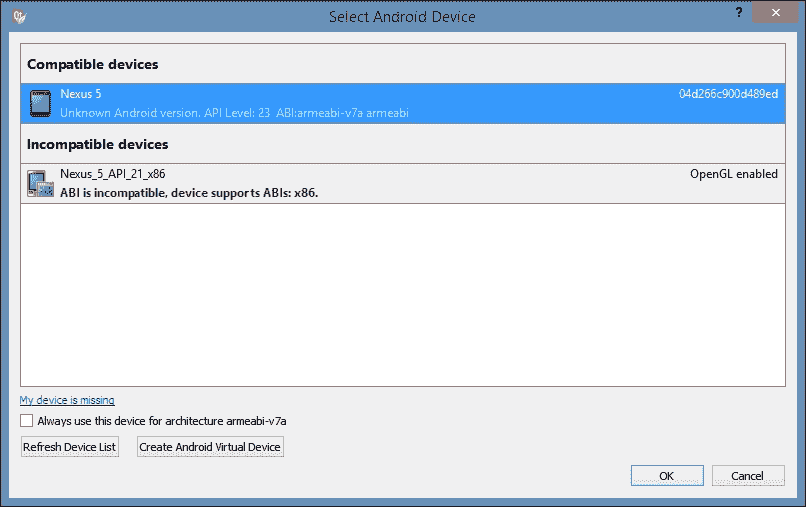 Select Android Device
?
Compatible devices
Nexus 5 04d266c900d489ed
Unknown Android version. API Level: 23 ABI:armeabi-v7a armeabi
Incompatible devices
Nexus_5_API_21_x86 OpenGL enabled
ABI is incompatible, device supports ABIs: x86.
My device is missing
Always use this device for architecture armeabi-v7a
Refresh Device List Create Android Virtual Device
OK Cancel